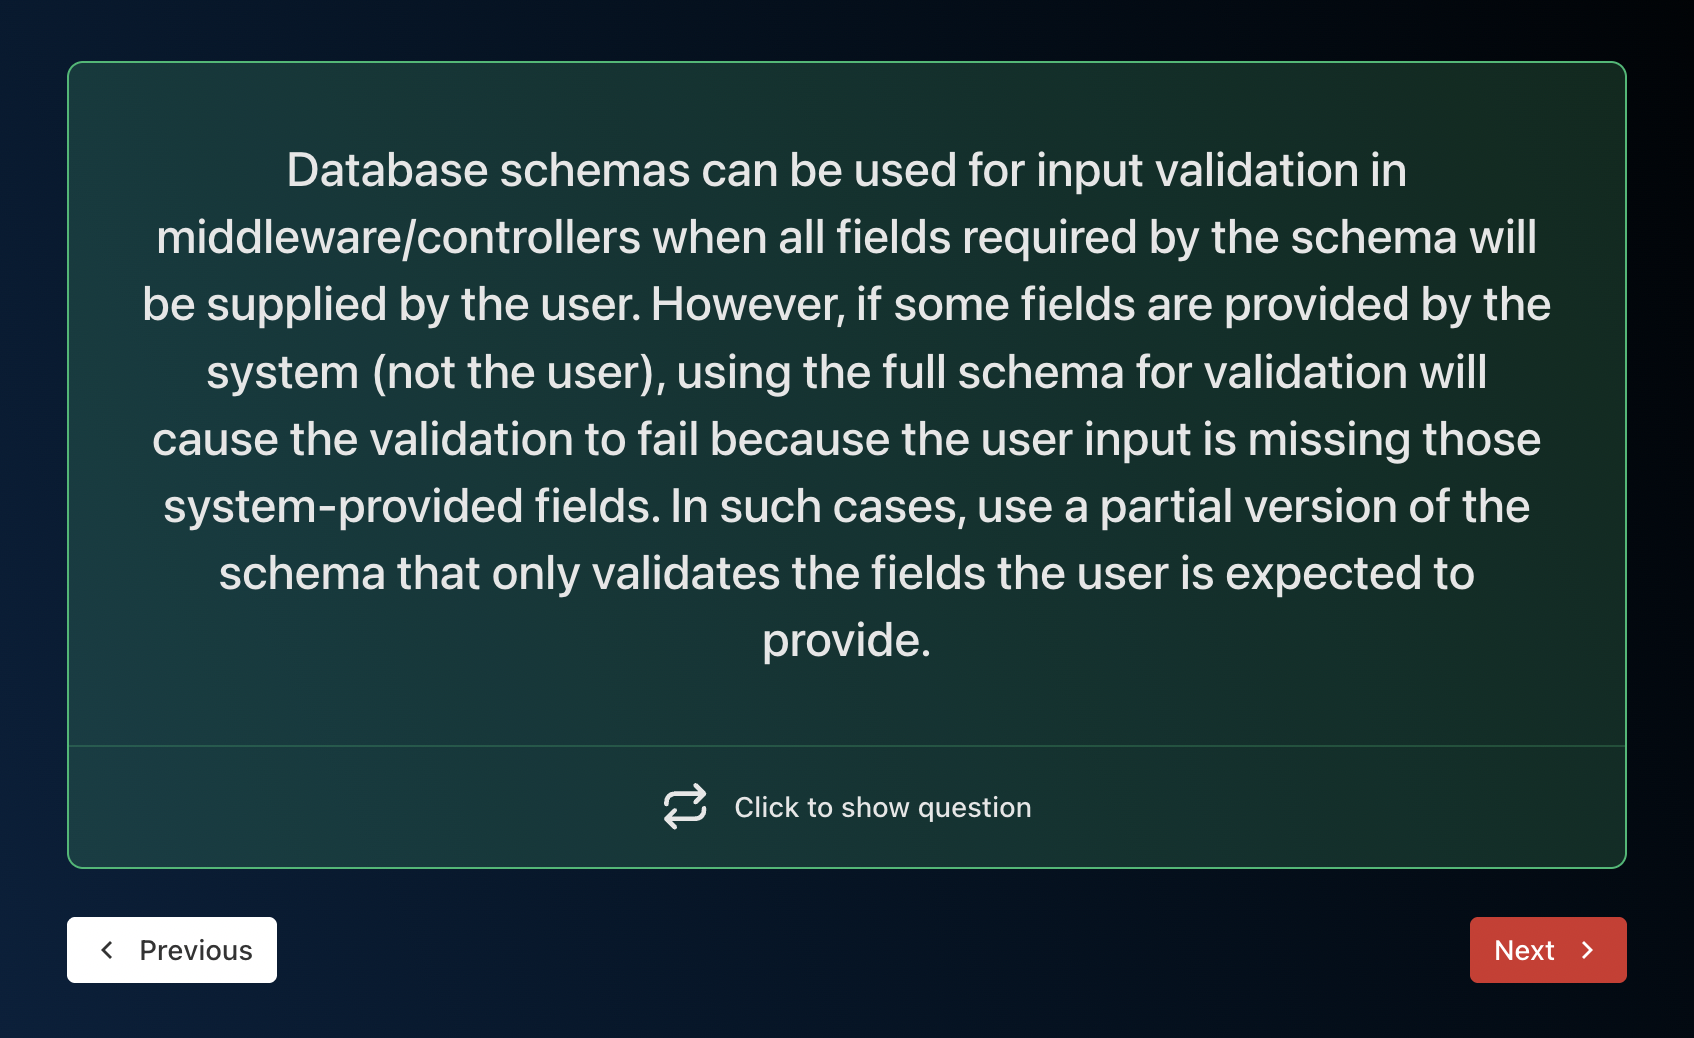 Database schemas can be used for input validation in
middleware/controllers when all fields required by the schema will
be supplied by the user. However, if some fields are provided by the
system (not the user), using the full schema for validation will
cause the validation to fail because the user input is missing those
system-provided fields. In such cases, use a partial version of the
schema that only validates the fields the user is expected to
provide.
Click to show question
Previous
Next